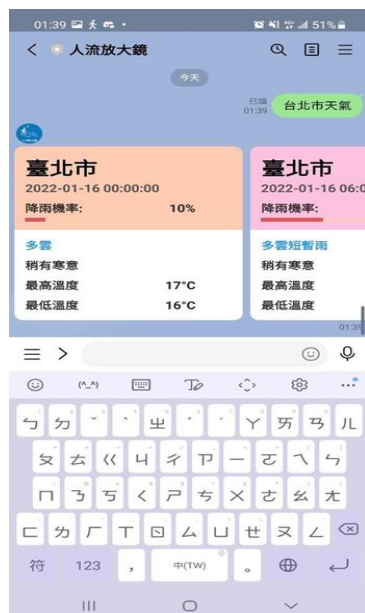 01:39
51%
人流放大鏡
今天
已讀
01:39
台北市天氣
臺北市
2022-01-16 00:00:00
降雨機率: 10%
多雲
稍有寒意
最高溫度 17°C
最低溫度 16°C
臺北市
2022-01-16 06:0
降雨機率:
多雲短暫雨
稍有寒意
最高溫度
最低溫度
01:39
(^_^)
ㄅ ㄉ ˇ ˋ ㄓ ˊ ˙ ㄚ ㄞ ㄢ ㄦ
ㄆ ㄊ ㄍ ㄐ ㄔ ㄗ ㄧ ㄛ ㄟ ㄣ
ㄇ ㄋ ㄎ ㄑ ㄕ ㄘ ㄨ ㄜ ㄠ ㄤ
ㄈ ㄌ ㄏ ㄒ ㄖ ㄙ ㄩ ㄝ ㄡ ㄥ
符 123 , 中(TW) 。